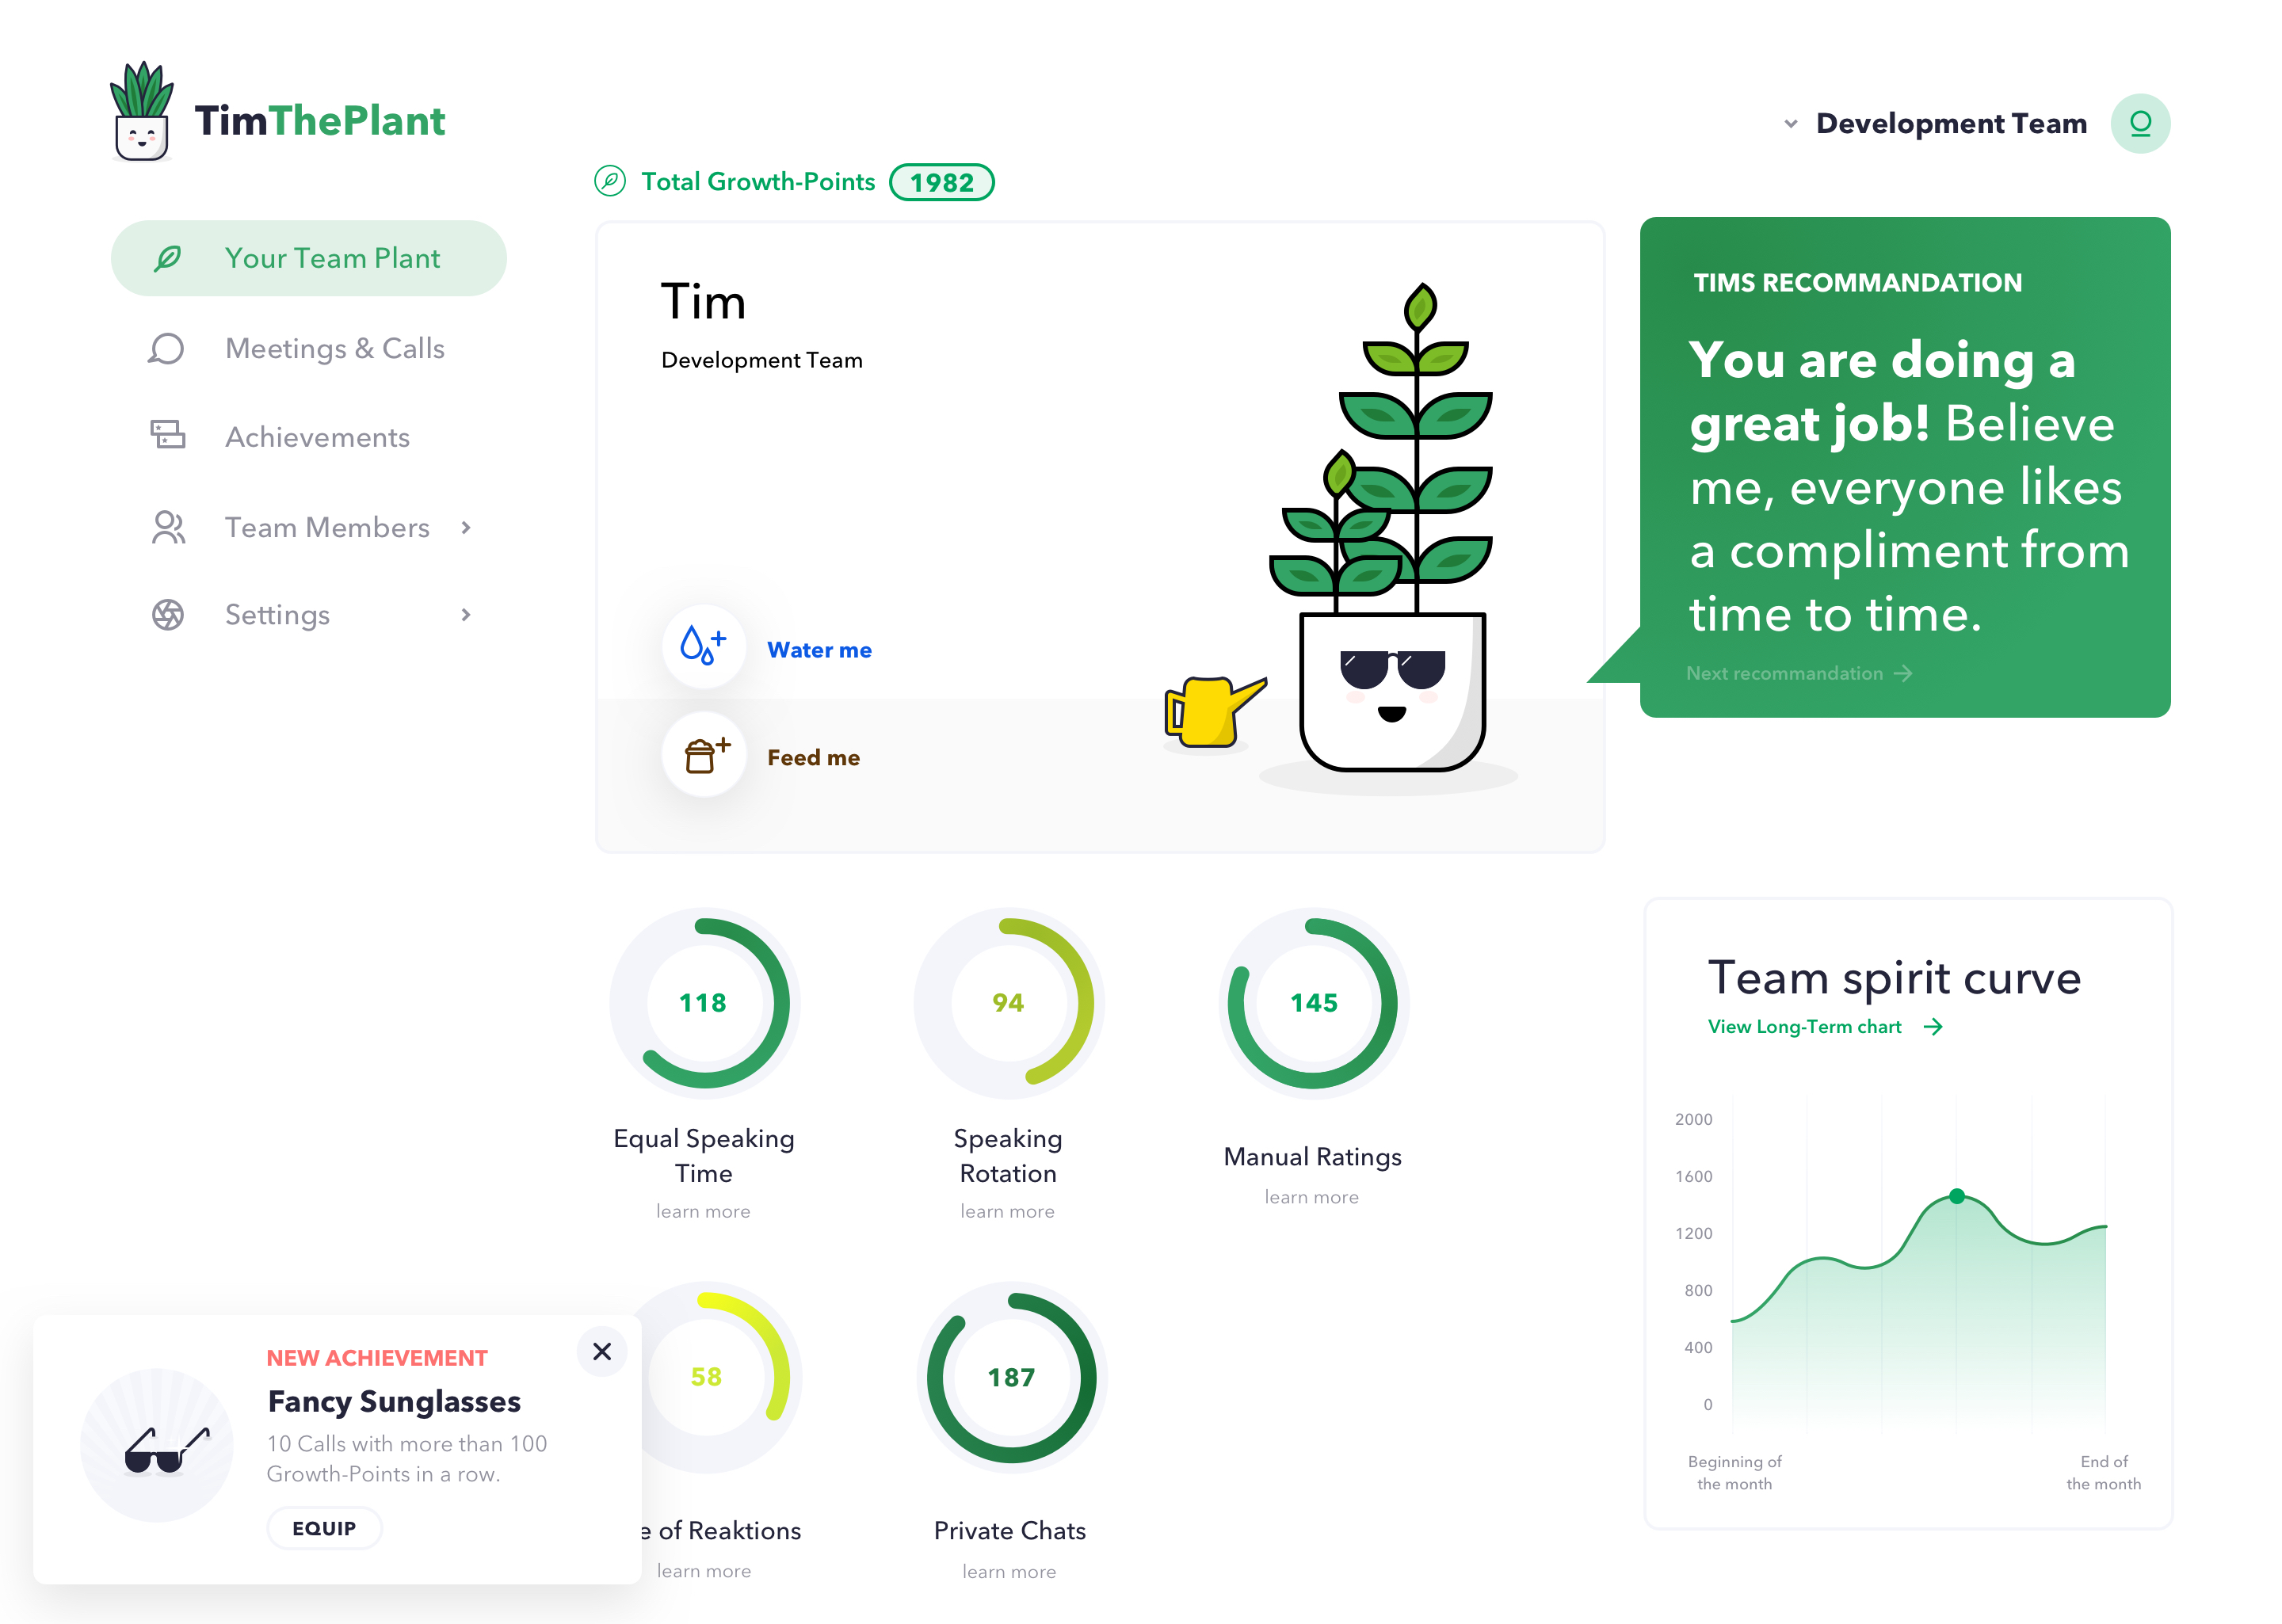 TimThePlant
Development Team
Total Growth-Points 1982
Your Team Plant
Meetings & Calls
Achievements
Team Members
Settings
Tim
Development Team
Water me
Feed me
TIMS RECOMMANDATION
You are doing a
great job! Believe
me, everyone likes
a compliment from
time to time.
Next recommandation
118
Equal Speaking
Time
learn more
94
Speaking
Rotation
learn more
145
Manual Ratings
learn more
58
of Reaktions
learn more
187
Private Chats
learn more
Team spirit curve
View Long-Term chart
2000
1600
1200
800
400
0
Beginning of
the month
End of
the month
NEW ACHIEVEMENT
Fancy Sunglasses
10 Calls with more than 100
Growth-Points in a row.
EQUIP